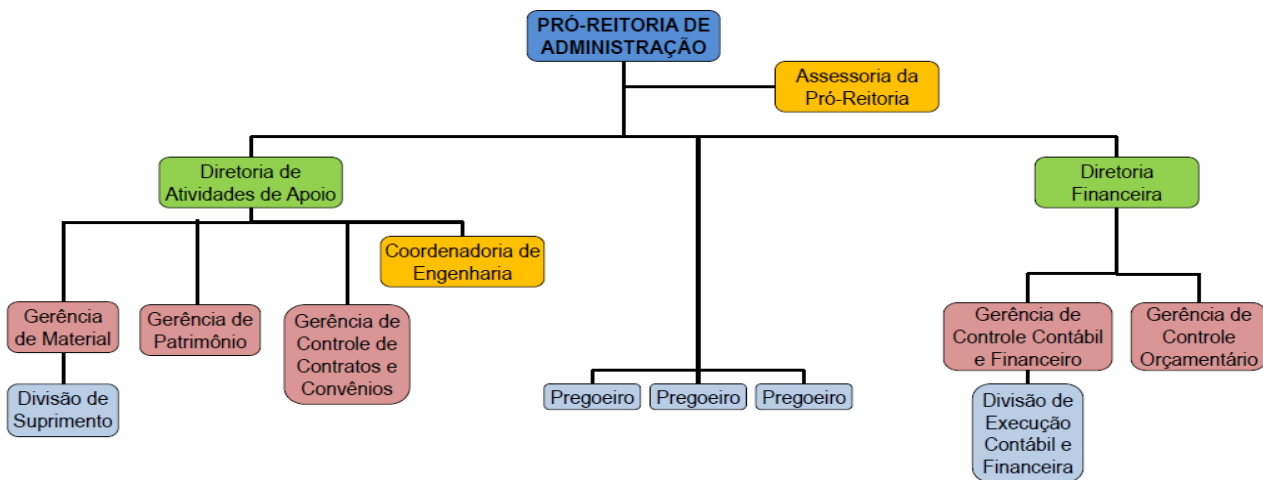 PRÓ-REITORIA DE
ADMINISTRAÇÃO
Assessoria da
Pró-Reitoria
Diretoria de
Atividades de Apoio
Diretoria
Financeira
Coordenadoria de
Engenharia
Gerência
de Material
Gerência de
Patrimônio
Gerência de
Controle de
Contratos e
Convênios
Gerência de
Controle Contábil
e Financeiro
Gerência de
Controle
Orçamentário
Divisão de
Suprimento
Pregoeiro
Pregoeiro
Pregoeiro
Divisão de
Execução
Contábil e
Financeira